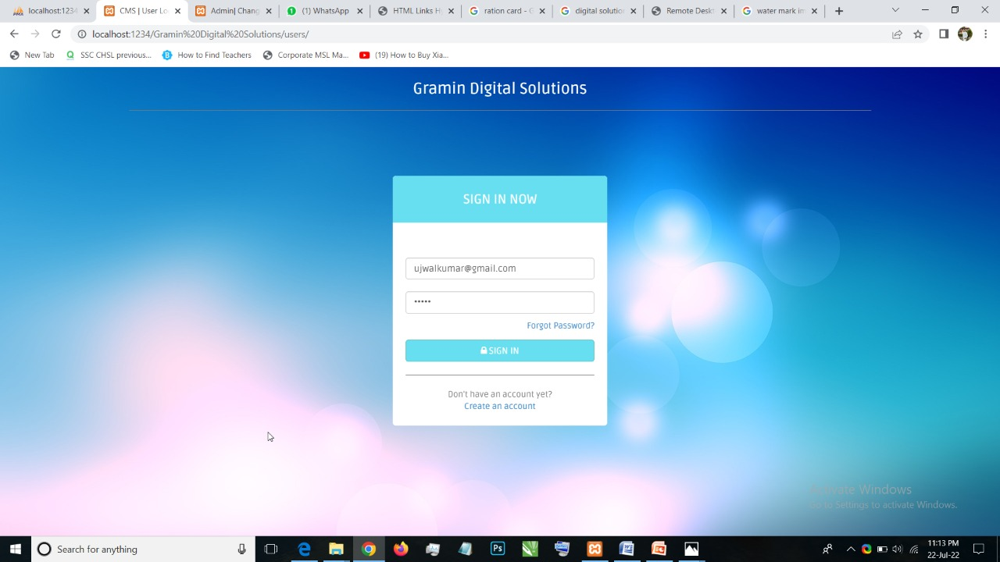 localhost:1234
CMS | User Lo
Admin| Chang
(1) WhatsApp
HTML Links H
ration card - G
digital solution
Remote Deskt
water mark im
localhost:1234/Gramin%20Digital%20Solutions/users/
New Tab
SSC CHSL previous...
How to Find Teachers
Corporate MSL Ma...
(19) How to Buy Xia...
Gramin Digital Solutions
SIGN IN NOW
ujwalkumar@gmail.com
•••••
Forgot Password?
SIGN IN
Don't have an account yet?
Create an account
Activate Windows
Go to Settings to activate Windows.
Search for anything
11:13 PM
22-Jul-22